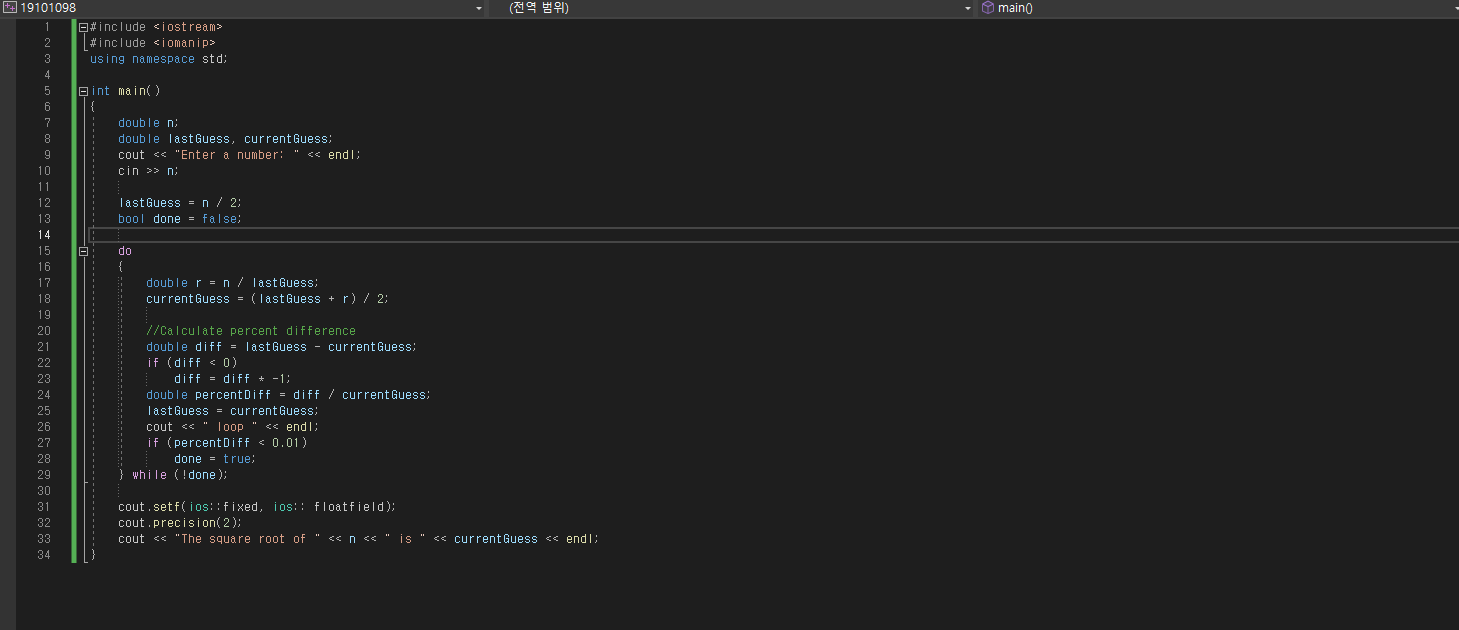 19101098 (전역 범위) main()
1 #include <iostream>
2 #include <iomanip>
3 using namespace std;
4
5 int main()
6 {
7 double n;
8 double lastGuess, currentGuess;
9 cout << "Enter a number: " << endl;
10 cin >> n;
11
12 lastGuess = n / 2;
13 bool done = false;
14
15 do
16 {
17 double r = n / lastGuess;
18 currentGuess = (lastGuess + r) / 2;
19
20 //Calculate percent difference
21 double diff = lastGuess - currentGuess;
22 if (diff < 0)
23 diff = diff * -1;
24 double percentDiff = diff / currentGuess;
25 lastGuess = currentGuess;
26 cout << " loop " << endl;
27 if (percentDiff < 0.01)
28 done = true;
29 } while (!done);
30
31 cout.setf(ios::fixed, ios:: floatfield);
32 cout.precision(2);
33 cout << "The square root of " << n << " is " << currentGuess << endl;
34 }